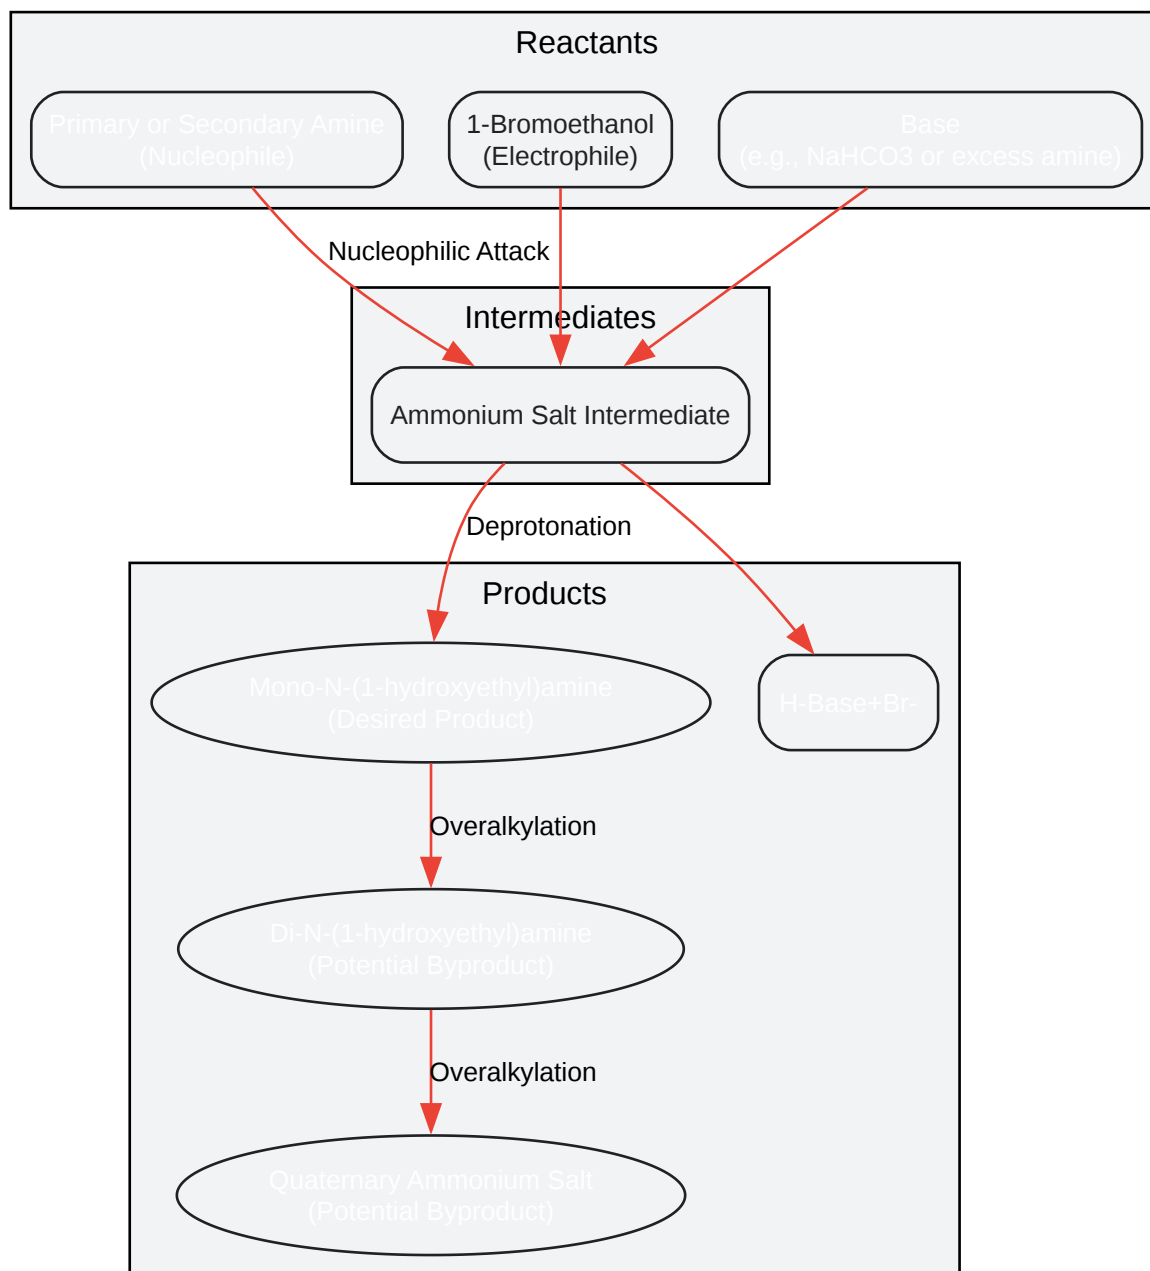 Reactants
Primary or Secondary Amine
(Nucleophile)
1-Bromoethanol
(Electrophile)
Base
(e.g., NaHCO3 or excess amine)
Nucleophilic Attack
Intermediates
Ammonium Salt Intermediate
Deprotonation
Products
Mono-N-(1-hydroxyethyl)amine
(Desired Product)
H-Base+Br-
Overalkylation
Di-N-(1-hydroxyethyl)amine
(Potential Byproduct)
Overalkylation
Quaternary Ammonium Salt
(Potential Byproduct)